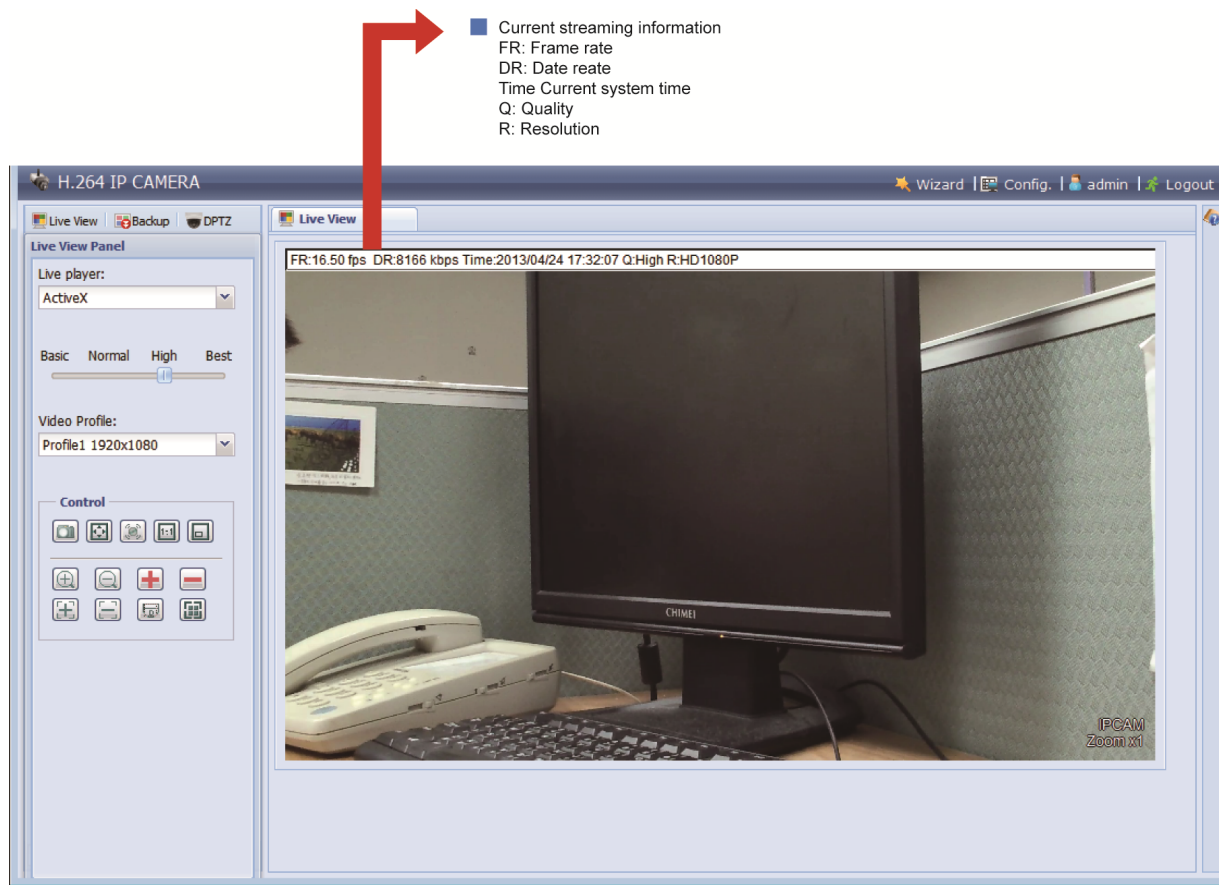 Current streaming information
FR: Frame rate
DR: Date reate
Time Current system time
Q: Quality
R: Resolution
H.264 IP CAMERA
Wizard | Config. | admin | Logout
Live View Backup DPTZ
Live View
Live View Panel
FR:16.50 fps DR:8166 kbps Time:2013/04/24 17:32:07 Q:High R:HD1080P
Live player:
ActiveX
Basic Normal High Best
Video Profile:
Profile1 1920x1080
Control
1:1
CHIMEI
IPCAM
Zoom x1